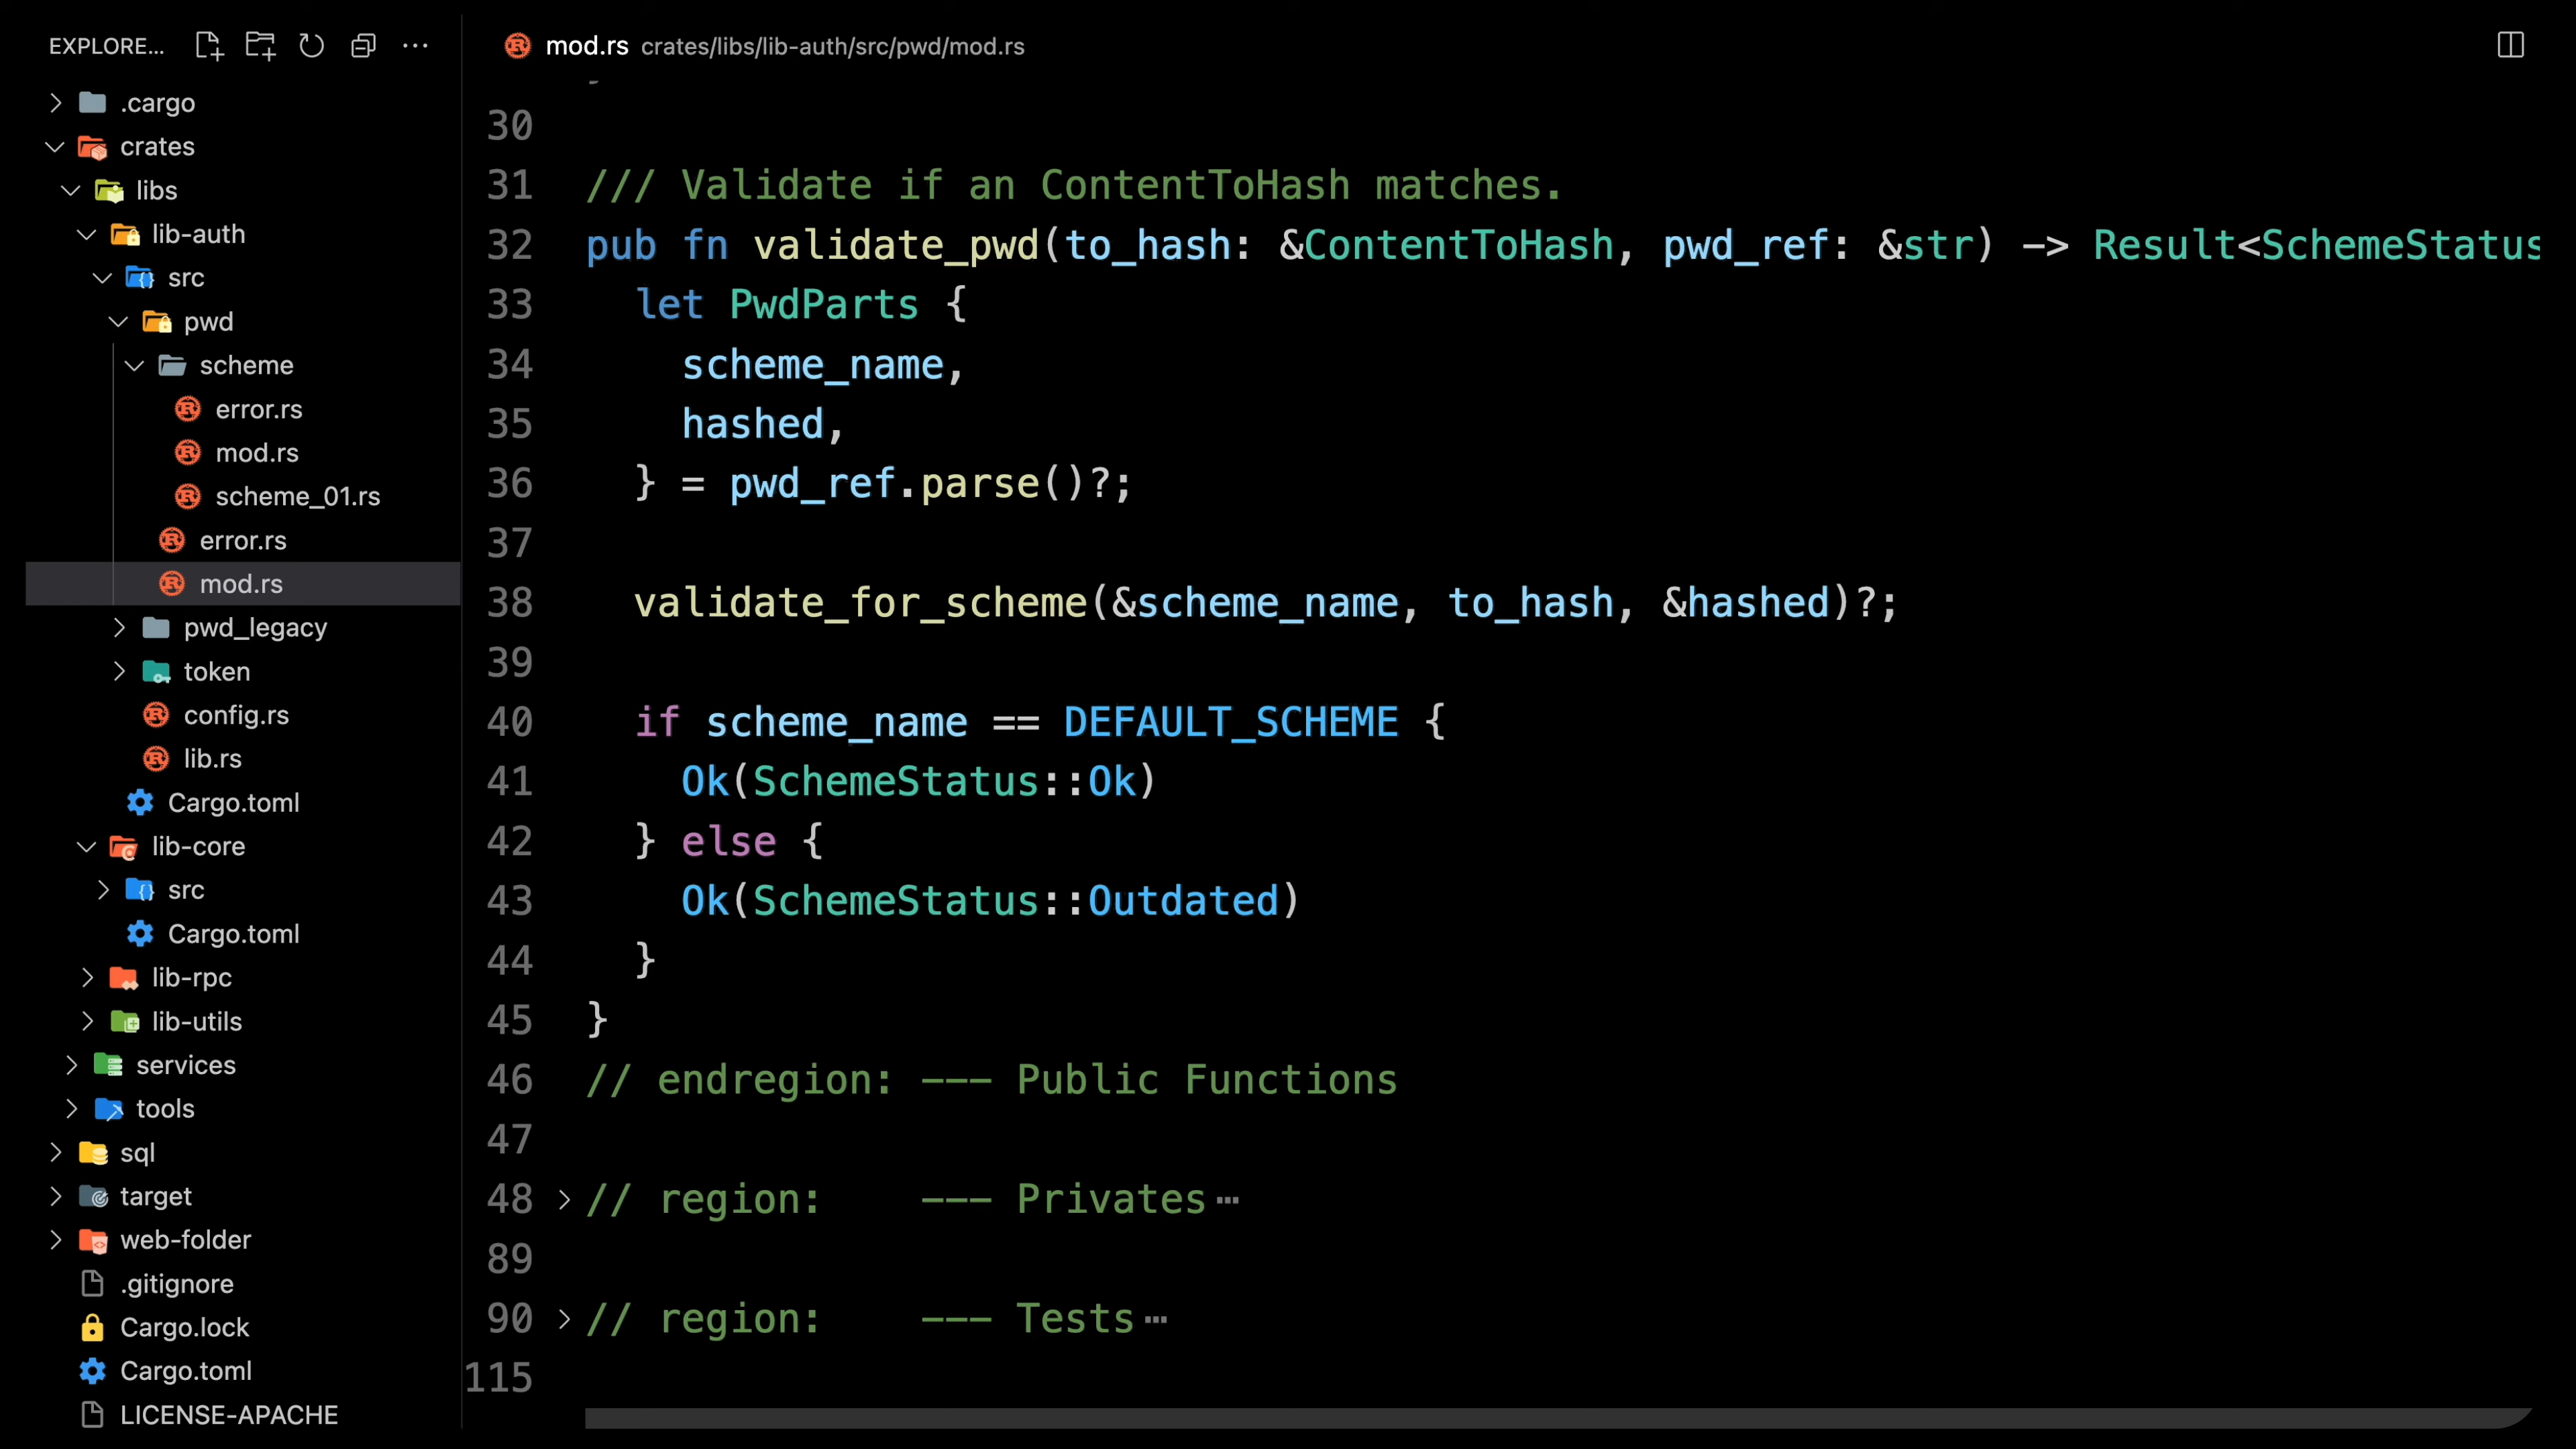 EXPLORE...
.cargo
crates
libs
lib-auth
src
pwd
scheme
error.rs
mod.rs
scheme_01.rs
error.rs
mod.rs
pwd_legacy
token
config.rs
lib.rs
Cargo.toml
lib-core
src
Cargo.toml
lib-rpc
lib-utils
services
tools
sql
target
web-folder
.gitignore
Cargo.lock
Cargo.toml
LICENSE-APACHE
mod.rs crates/libs/lib-auth/src/pwd/mod.rs
30
31 /// Validate if an ContentToHash matches.
32 pub fn validate_pwd(to_hash: &ContentToHash, pwd_ref: &str) -> Result<SchemeStatus
33 let PwdParts {
34 scheme_name,
35 hashed,
36 } = pwd_ref.parse()?;
37
38 validate_for_scheme(&scheme_name, to_hash, &hashed)?;
39
40 if scheme_name == DEFAULT_SCHEME {
41 Ok(SchemeStatus::Ok)
42 } else {
43 Ok(SchemeStatus::Outdated)
44 }
45 }
46 // endregion: --- Public Functions
47
48 // region: --- Privates…
89
90 // region: --- Tests…
115